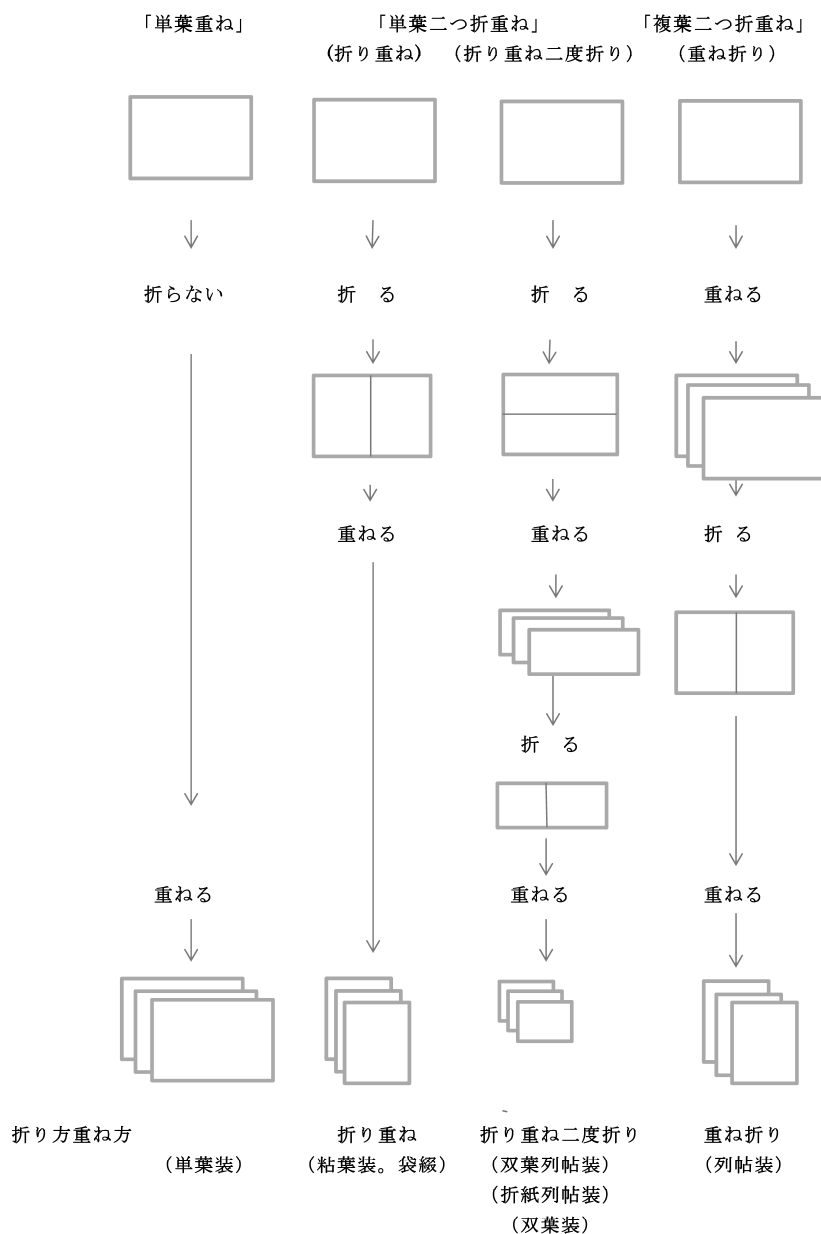 「単葉重ね」 「単葉二つ折重ね」 「複葉二つ折重ね」
(折り重ね) （折り重ね二度折り） （重ね折り）
折らない 折　る 折　る 重ねる
重ねる 重ねる 折 る
折　る
重ねる 重ねる 重ねる
折り方重ね方 折り重ね 折り重ね二度折り 重ね折り
（単葉装） （粘葉装。袋綴） （双葉列帖装） （列帖装）
（折紙列帖装）
（双葉装）